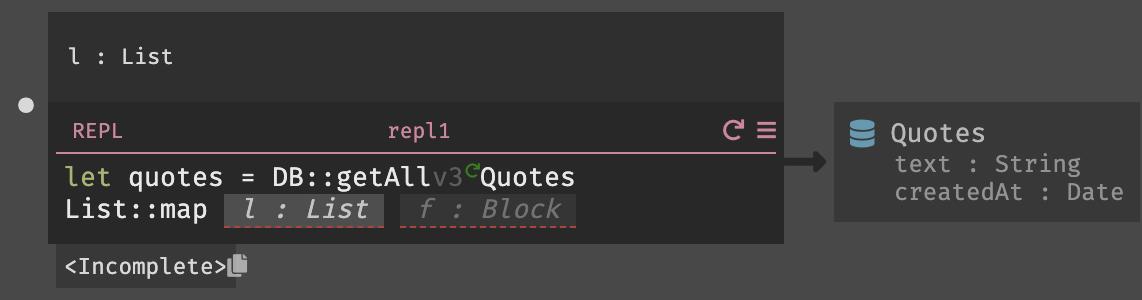 l : List
REPL repl1
let quotes = DB::getAllv3 Quotes
List::map l : List f : Block
<Incomplete>
Quotes
text : String
createdAt : Date